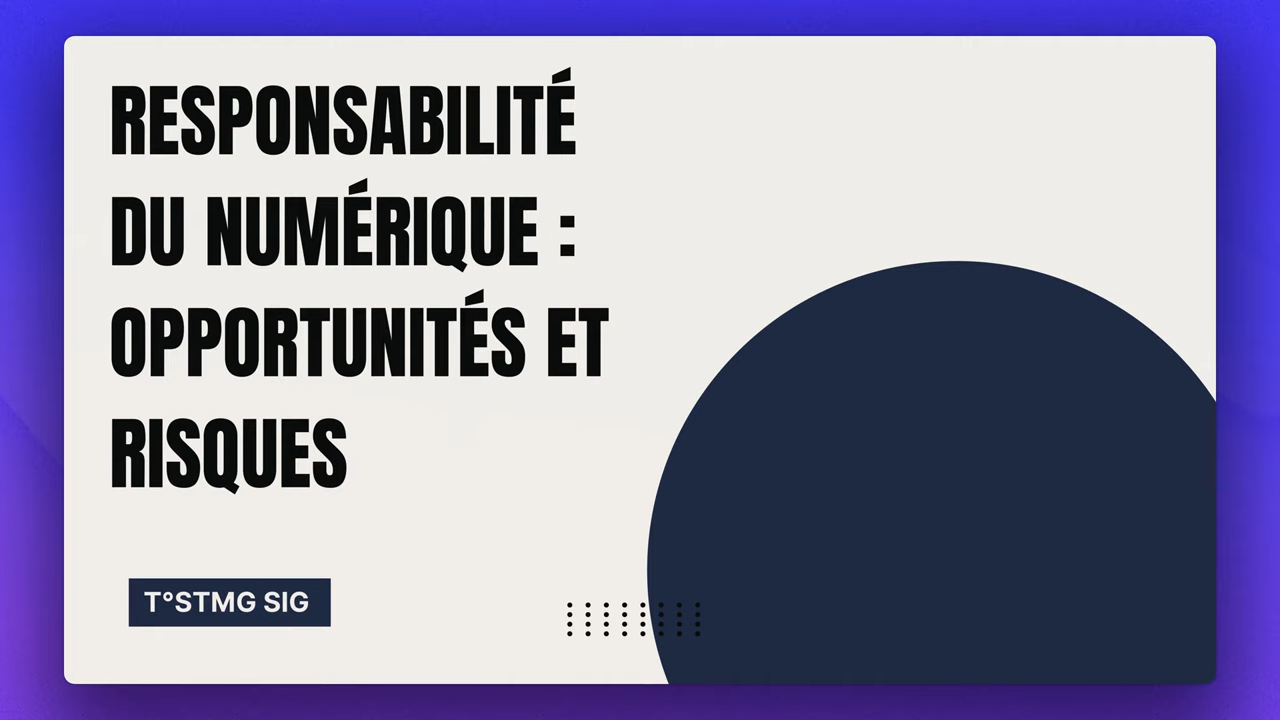 RESPONSABILITÉ
DU NUMÉRIQUE :
OPPORTUNITÉS ET
RISQUES
T°STMG SIG